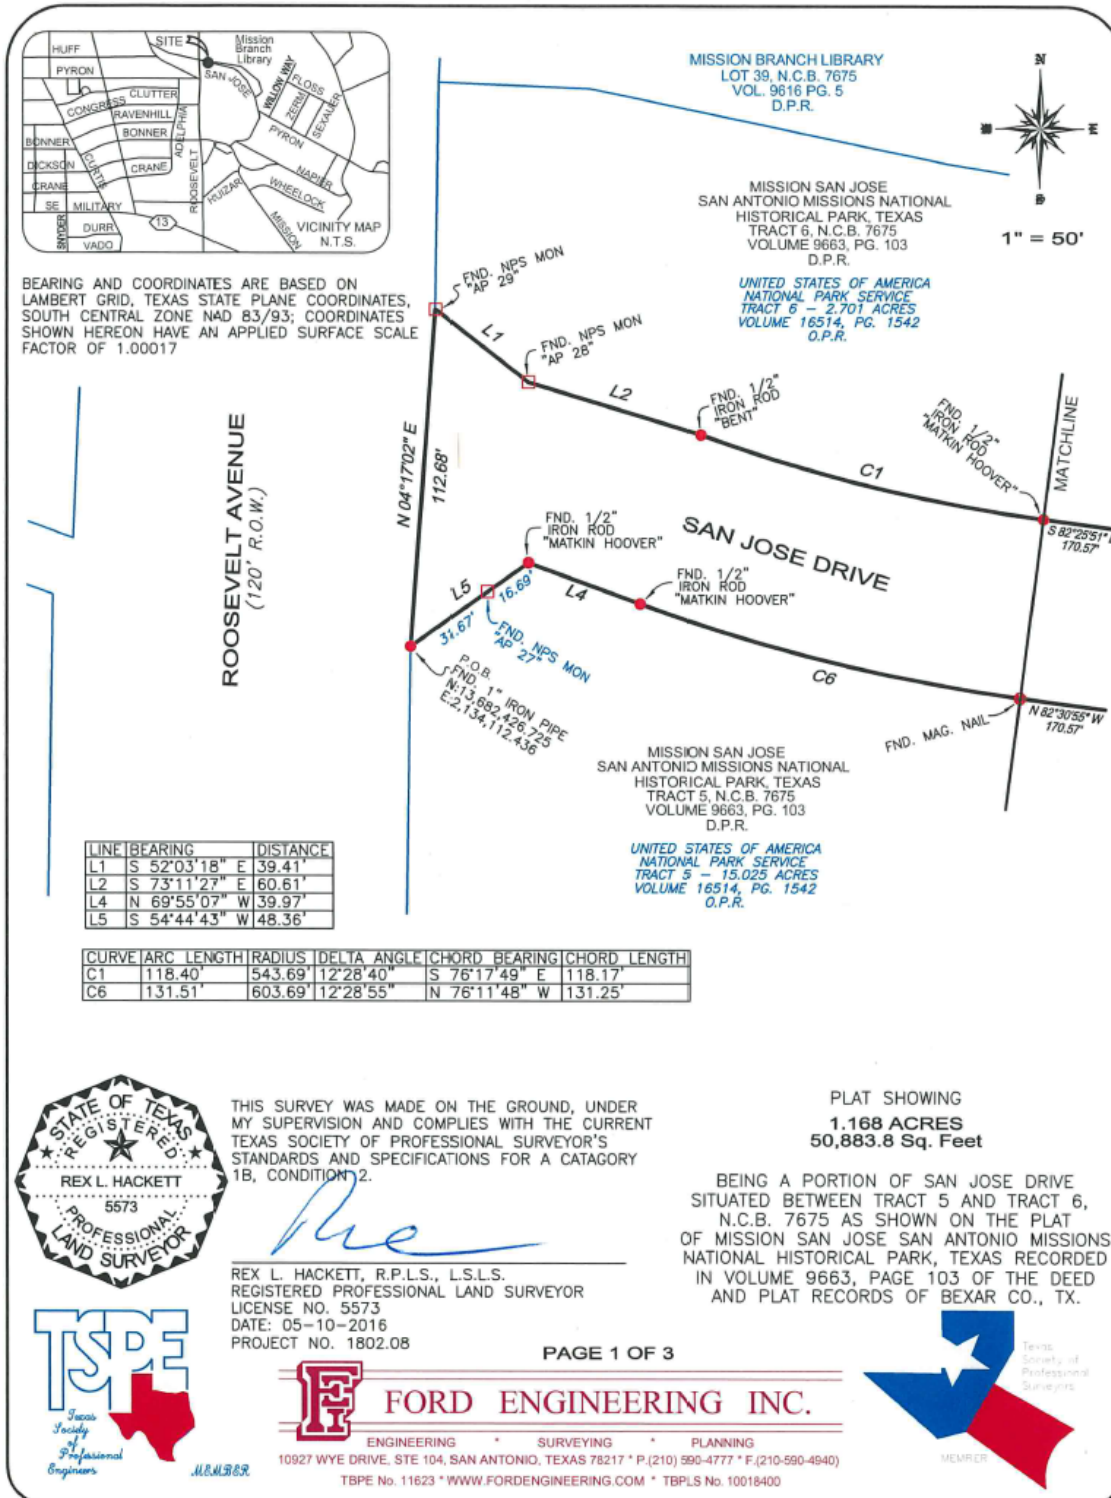 HUFF
PYRON
SITE
Mission
Branch
Library
SAN JOSE
WILLOW WAY
FLOSS
ZERM
SEXAUER
CONGRESS
CLUTTER
RAVENHILL
BONNER
ADELPHIA
PYRON
BONNER
DICKSON
CURTIS
CRANE
CRANE
ROOSEVELT
HUIZAR
NAPIER
WHEELOCK
SE MILITARY
13
MISSION
SNYDER
DURR
VADO
VICINITY MAP
N.T.S.
MISSION BRANCH LIBRARY
LOT 39, N.C.B. 7675
VOL. 9616 PG. 5
D.P.R.
N
1" = 50'
MISSION SAN JOSE
SAN ANTONIO MISSIONS NATIONAL
HISTORICAL PARK, TEXAS
TRACT 6, N.C.B. 7675
VOLUME 9663, PG. 103
D.P.R.
UNITED STATES OF AMERICA
NATIONAL PARK SERVICE
TRACT 6 – 2.701 ACRES
VOLUME 16514, PG. 1542
O.P.R.
BEARING AND COORDINATES ARE BASED ON
LAMBERT GRID, TEXAS STATE PLANE COORDINATES,
SOUTH CENTRAL ZONE NAD 83/93; COORDINATES
SHOWN HEREON HAVE AN APPLIED SURFACE SCALE
FACTOR OF 1.00017
FND. NPS MON
"AP 29"
L1
FND. NPS MON
"AP 28"
L2
FND. 1/2"
IRON ROD
"BENT"
C1
FND. 1/2"
IRON ROD
"MATKIN HOOVER"
MATCHLINE
S 82°25'51" E
170.57'
ROOSEVELT AVENUE
(120' R.O.W.)
N 04°17'02" E
112.68'
SAN JOSE DRIVE
FND. 1/2"
IRON ROD
"MATKIN HOOVER"
L5
16.69'
31.67'
L4
FND. 1/2"
IRON ROD
"MATKIN HOOVER"
FND. NPS MON
"AP 27"
P.O.B.
FND. 1" IRON PIPE
N:13,682,426.725
E:2,134,112.436
C6
FND. MAG. NAIL
N 82°30'55" W
170.57'
MISSION SAN JOSE
SAN ANTONIO MISSIONS NATIONAL
HISTORICAL PARK, TEXAS
TRACT 5, N.C.B. 7675
VOLUME 9663, PG. 103
D.P.R.
UNITED STATES OF AMERICA
NATIONAL PARK SERVICE
TRACT 5 – 15.025 ACRES
VOLUME 16514, PG. 1542
O.P.R.
LINE BEARING DISTANCE
L1 S 52°03'18" E 39.41'
L2 S 73°11'27" E 60.61'
L4 N 69°55'07" W 39.97'
L5 S 54°44'43" W 48.36'
CURVE ARC LENGTH RADIUS DELTA ANGLE CHORD BEARING CHORD LENGTH
C1 118.40' 543.69' 12°28'40" S 76°17'49" E 118.17'
C6 131.51' 603.69' 12°28'55" N 76°11'48" W 131.25'
STATE OF TEXAS
REGISTERED
REX L. HACKETT
5573
PROFESSIONAL
LAND SURVEYOR
THIS SURVEY WAS MADE ON THE GROUND, UNDER
MY SUPERVISION AND COMPLIES WITH THE CURRENT
TEXAS SOCIETY OF PROFESSIONAL SURVEYOR'S
STANDARDS AND SPECIFICATIONS FOR A CATAGORY
1B, CONDITION 2.
REX L. HACKETT, R.P.L.S., L.S.L.S.
REGISTERED PROFESSIONAL LAND SURVEYOR
LICENSE NO. 5573
DATE: 05–10–2016
PROJECT NO. 1802.08
PLAT SHOWING
1.168 ACRES
50,883.8 Sq. Feet
BEING A PORTION OF SAN JOSE DRIVE
SITUATED BETWEEN TRACT 5 AND TRACT 6,
N.C.B. 7675 AS SHOWN ON THE PLAT
OF MISSION SAN JOSE SAN ANTONIO MISSIONS
NATIONAL HISTORICAL PARK, TEXAS RECORDED
IN VOLUME 9663, PAGE 103 OF THE DEED
AND PLAT RECORDS OF BEXAR CO., TX.
TSPE
Texas
Society
of
Professional
Engineers
MEMBER
PAGE 1 OF 3
FEI
FORD ENGINEERING INC.
ENGINEERING * SURVEYING * PLANNING
10927 WYE DRIVE, STE 104, SAN ANTONIO, TEXAS 78217 * P.(210) 590-4777 * F.(210-590-4940)
TBPE No. 11623 * WWW.FORDENGINEERING.COM * TBPLS No. 10018400
Texas
Society of
Professional
Surveyors
MEMBER